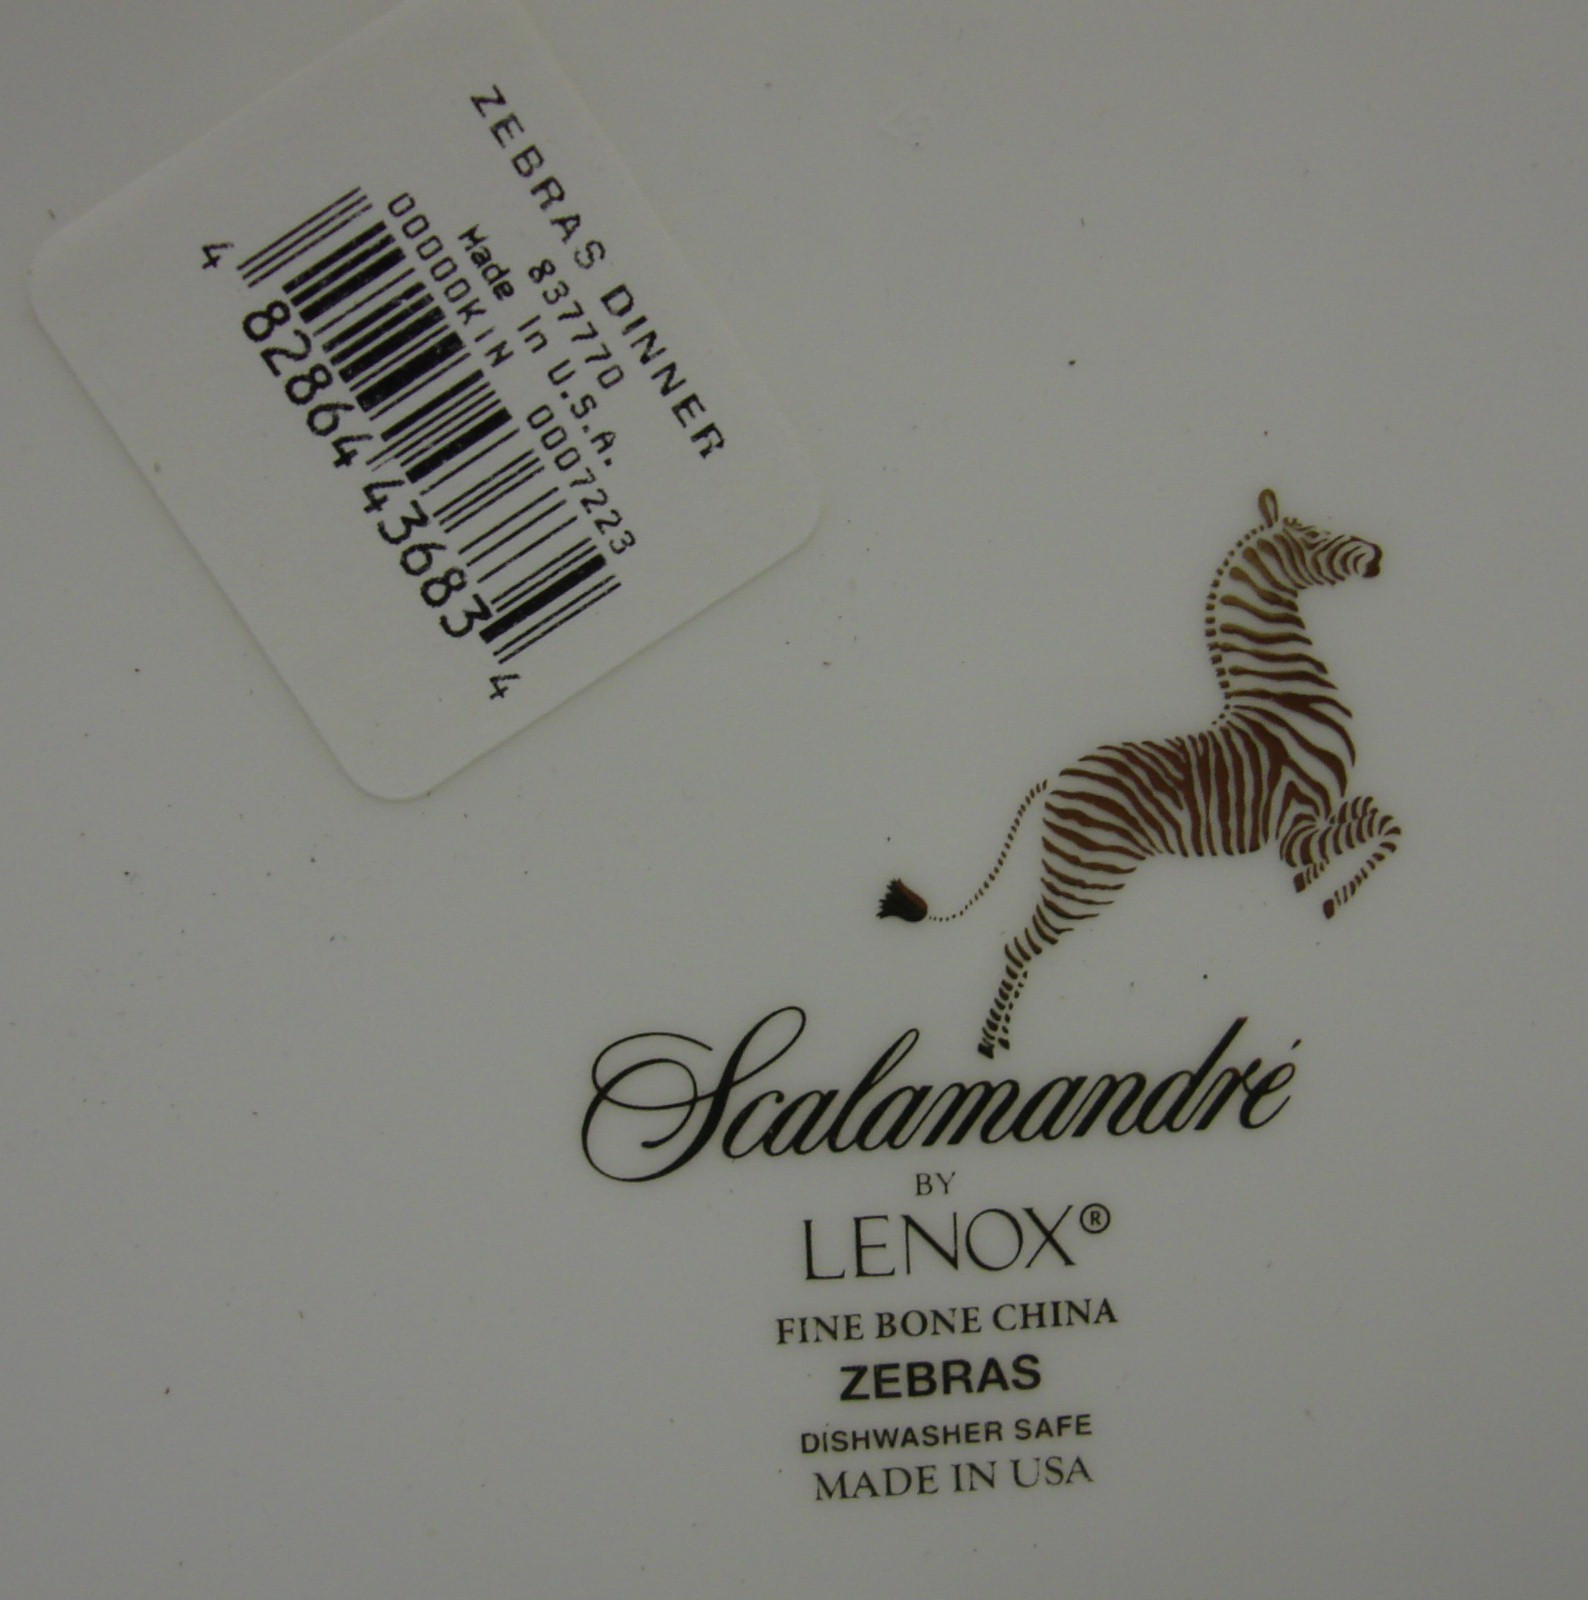 ZEBRAS DINNER
837770
Made In U.S.A.
00000KIN 0007223
4 82864 43683 4
Scalamandré
BY
LENOX®
FINE BONE CHINA
ZEBRAS
DISHWASHER SAFE
MADE IN USA